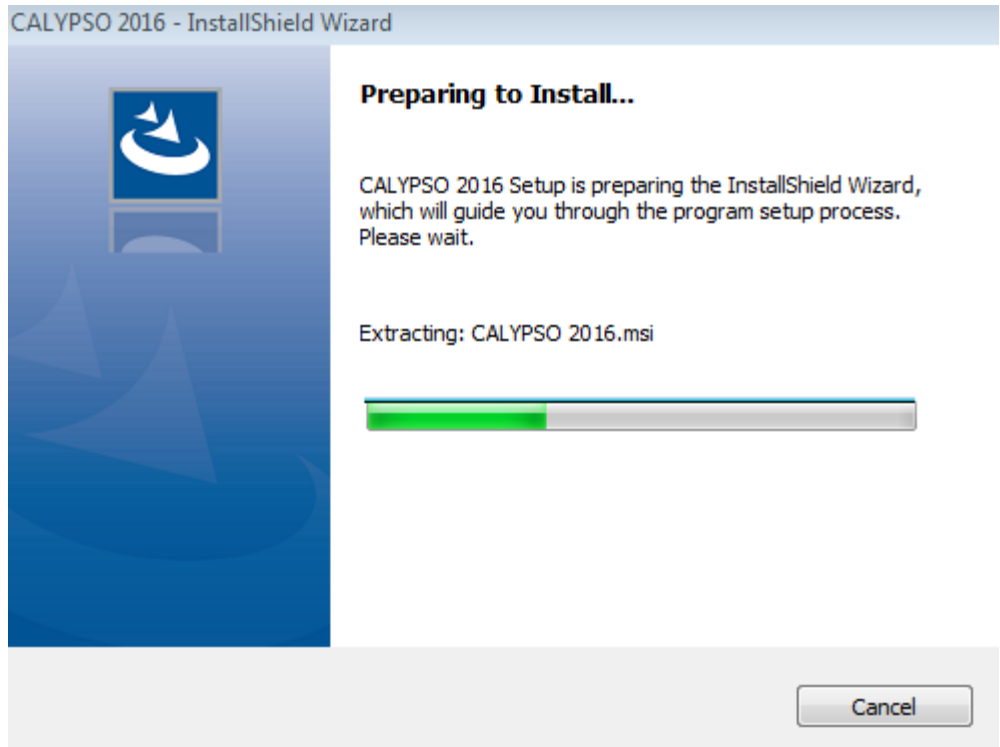 CALYPSO 2016 - InstallShield Wizard
Preparing to Install...
CALYPSO 2016 Setup is preparing the InstallShield Wizard,
which will guide you through the program setup process.
Please wait.
Extracting: CALYPSO 2016.msi
Cancel